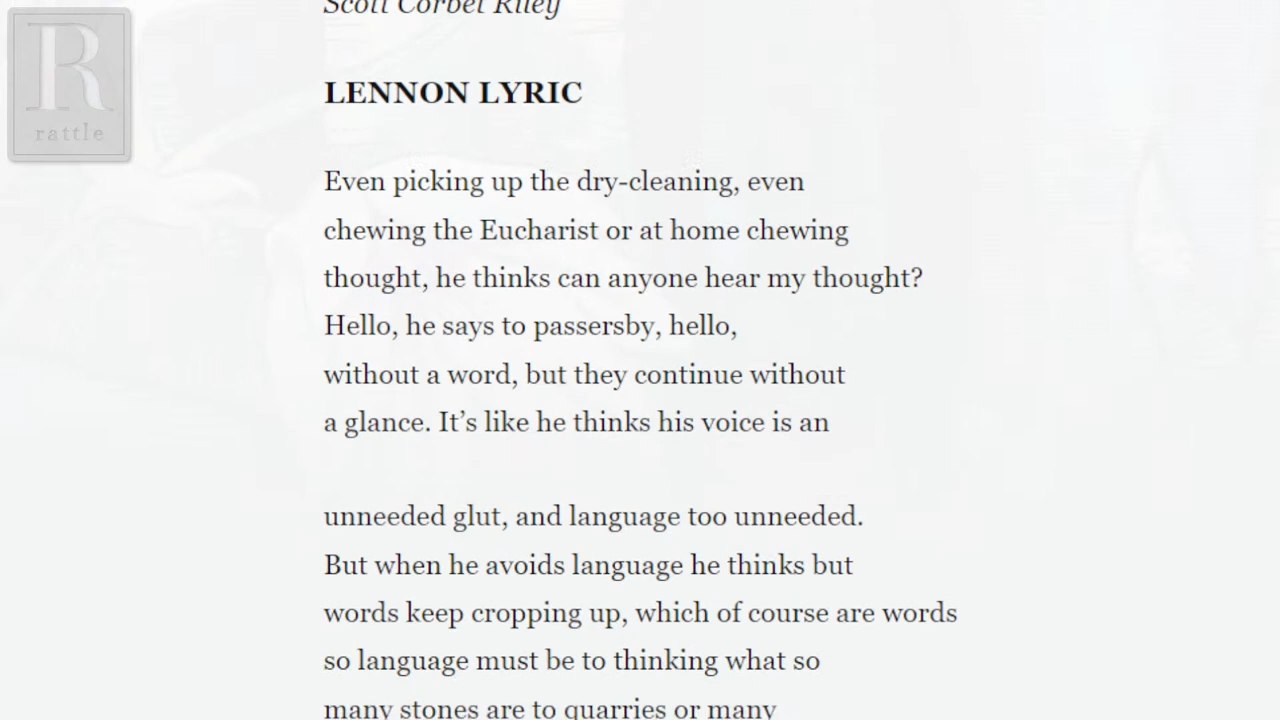 Scott Corbet Riley
R
rattle
LENNON LYRIC
Even picking up the dry-cleaning, even
chewing the Eucharist or at home chewing
thought, he thinks can anyone hear my thought?
Hello, he says to passersby, hello,
without a word, but they continue without
a glance. It’s like he thinks his voice is an
unneeded glut, and language too unneeded.
But when he avoids language he thinks but
words keep cropping up, which of course are words
so language must be to thinking what so
many stones are to quarries or many